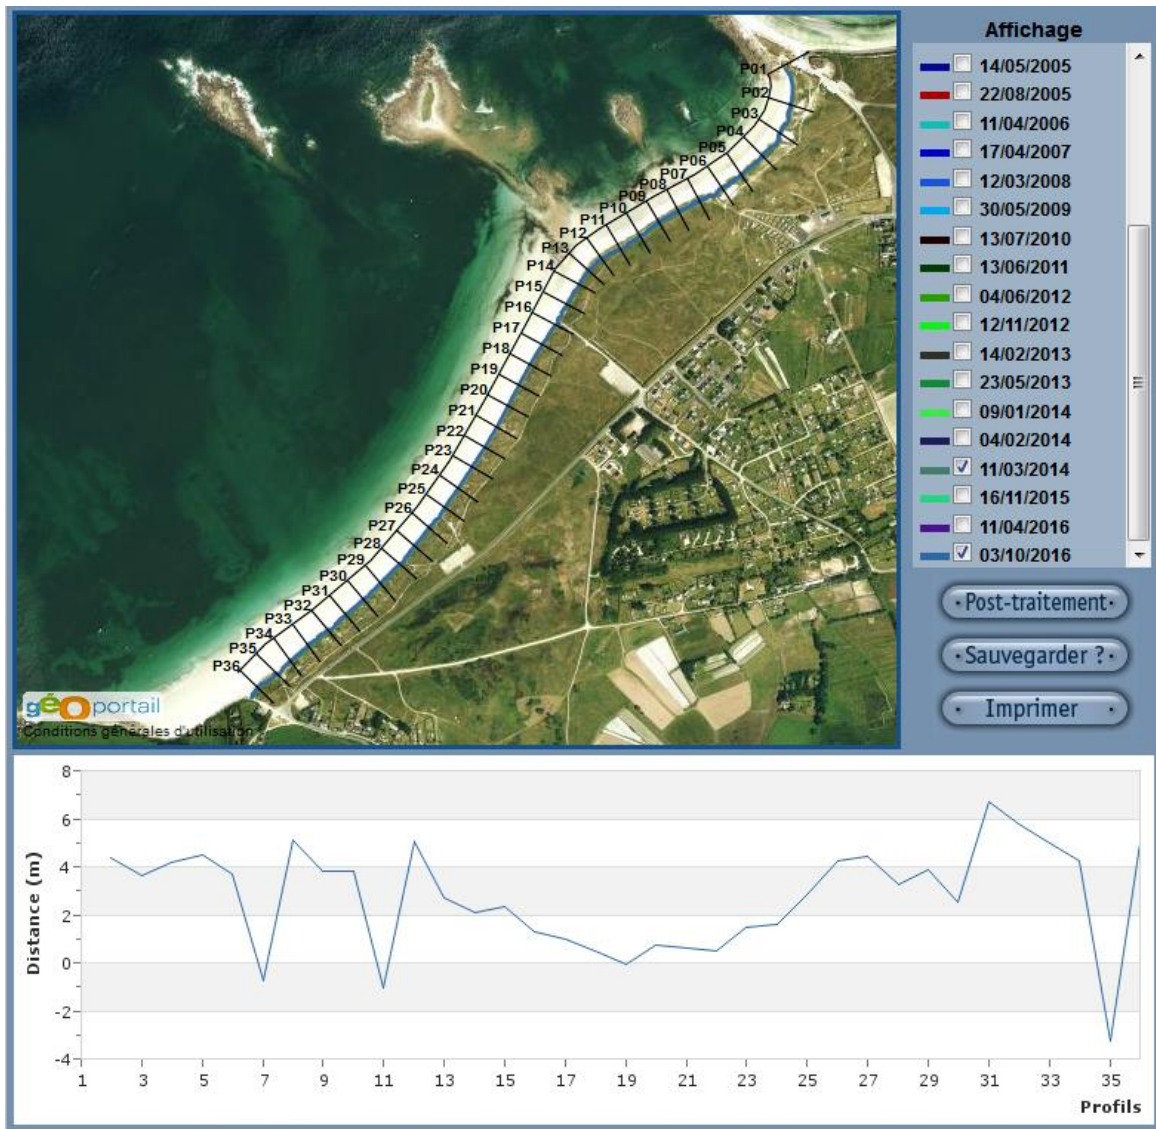 Affichage
14/05/2005
22/08/2005
11/04/2006
17/04/2007
12/03/2008
30/05/2009
13/07/2010
13/06/2011
04/06/2012
12/11/2012
14/02/2013
23/05/2013
09/01/2014
04/02/2014
11/03/2014
16/11/2015
11/04/2016
03/10/2016
Post-traitement
Sauvegarder ?
Imprimer
P01
P02
P03
P04
P05
P06
P07
P08
P09
P10
P11
P12
P13
P14
P15
P16
P17
P18
P19
P20
P21
P22
P23
P24
P25
P26
P27
P28
P29
P30
P31
P32
P33
P34
P35
P36
géoportail
Conditions générales d'utilisation
Distance (m)
8
6
4
2
0
-2
-4
1 3 5 7 9 11 13 15 17 19 21 23 25 27 29 31 33 35
Profils